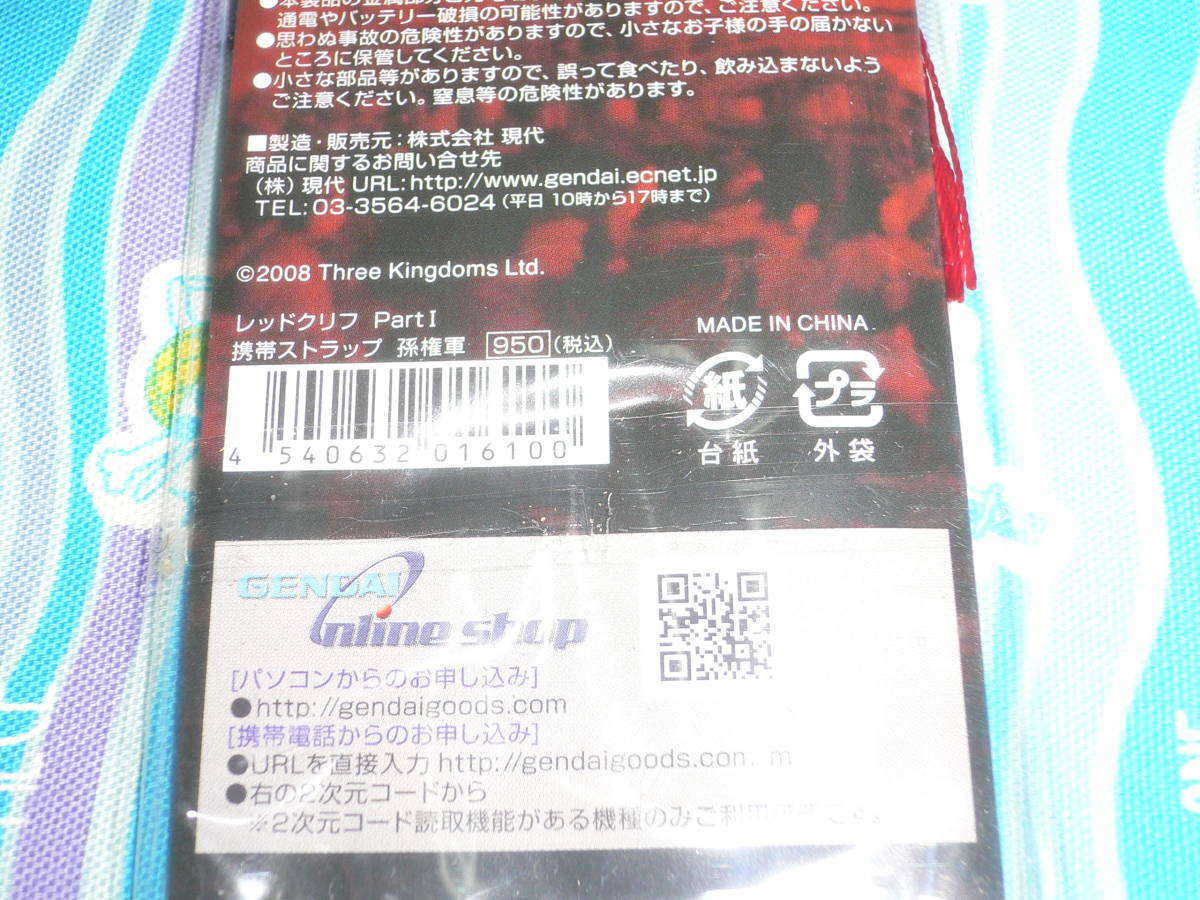 通電やバッテリー破損の可能性がありますので、ご注意ください。
●思わぬ事故の危険性がありますので、小さなお子様の手の届かない
ところに保管してください。
●小さな部品等がありますので、誤って食べたり、飲み込まないよう
ご注意ください。窒息等の危険性があります。
■製造・販売元:株式会社 現代
商品に関するお問い合せ先
(株)現代 URL:http://www.gendai.ecnet.jp
TEL:03-3564-6024(平日 10時から17時まで)
©2008 Three Kingdoms Ltd.
レッドクリフ PartⅠ
携帯ストラップ 孫権軍 950(税込)
4 540632 016100
MADE IN CHINA
紙 プラ
台紙 外袋
GENDAI
Online shop
[パソコンからのお申し込み]
●http://gendaigoods.com
[携帯電話からのお申し込み]
●URLを直接入力 http://gendaigoods.com m
●右の2次元コードから
※2次元コード読取機能がある機種のみご利用可能です。